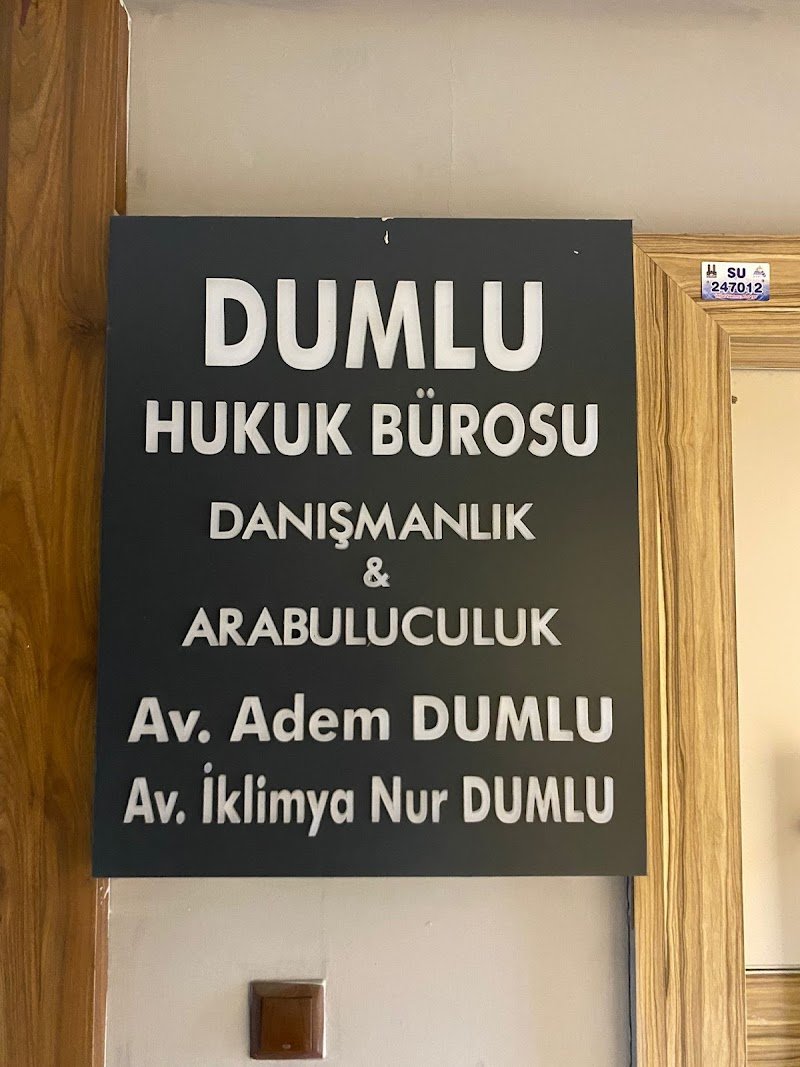 DUMLU
HUKUK BÜROSU
DANIŞMANLIK
&
ARABULUCULUK
Av. Adem DUMLU
Av. İklimya Nur DUMLU
SU
247012